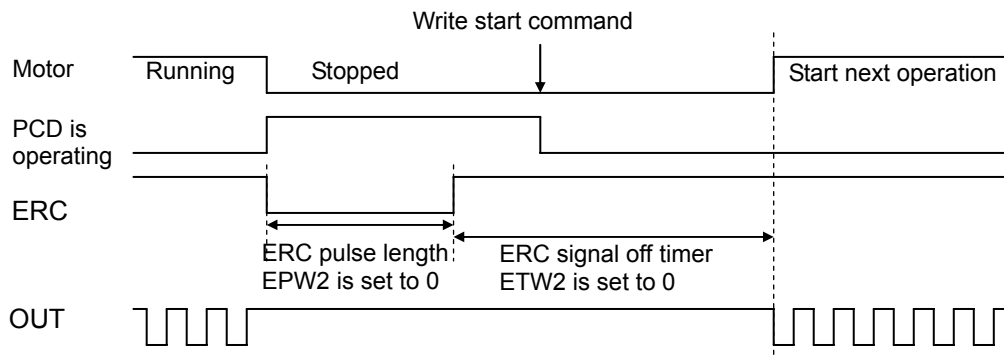 Write start command
Motor
Running
Stopped
Start next operation
PCD is
operating
ERC
ERC pulse length
EPW2 is set to 0
ERC signal off timer
ETW2 is set to 0
OUT